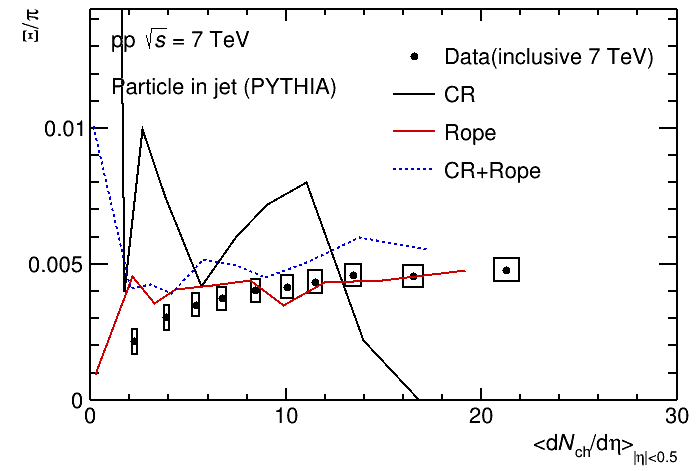 Ξ/π
pp √s = 7 TeV
Particle in jet (PYTHIA)
Data(inclusive 7 TeV)
CR
Rope
CR+Rope
0.01
0.005
0
0 10 20 30
<dN_ch/dη>_|η|<0.5